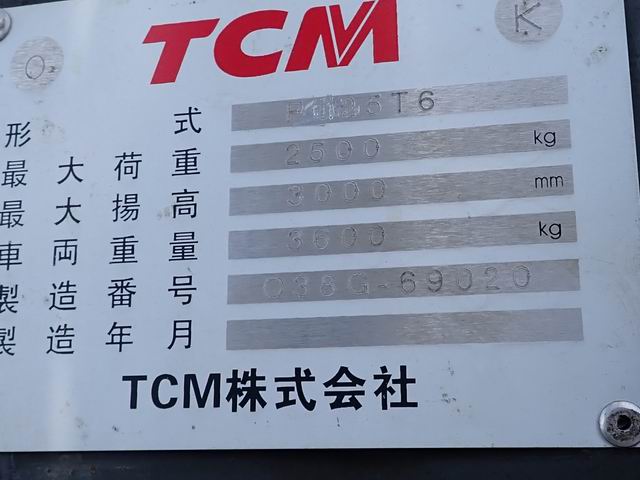 O TCM K
形式 T6
最大荷重 2500 kg
最大揚高 3000 mm
車両重量 3600 kg
製造番号 038G-69020
製造年月
TCM株式会社